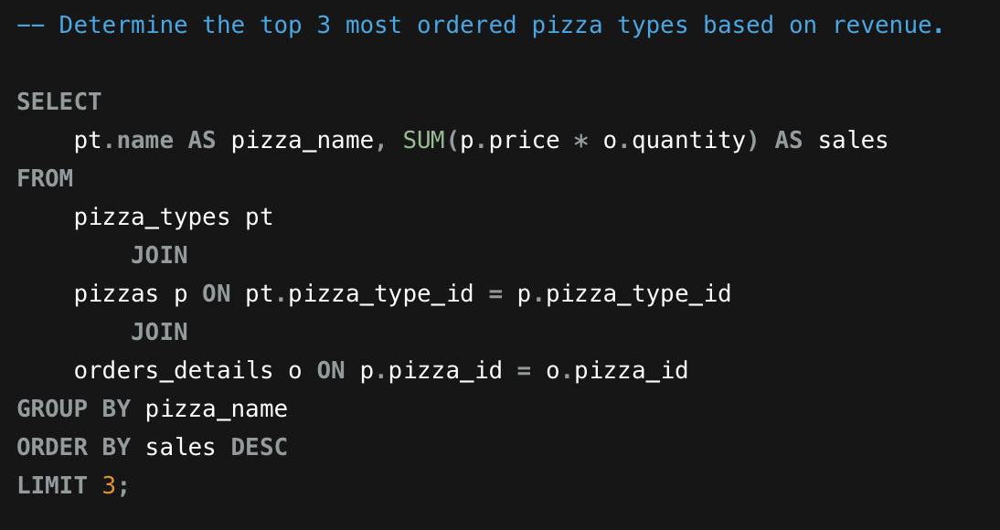 -- Determine the top 3 most ordered pizza types based on revenue.
SELECT
    pt.name AS pizza_name, SUM(p.price * o.quantity) AS sales
FROM
    pizza_types pt
        JOIN
    pizzas p ON pt.pizza_type_id = p.pizza_type_id
        JOIN
    orders_details o ON p.pizza_id = o.pizza_id
GROUP BY pizza_name
ORDER BY sales DESC
LIMIT 3;